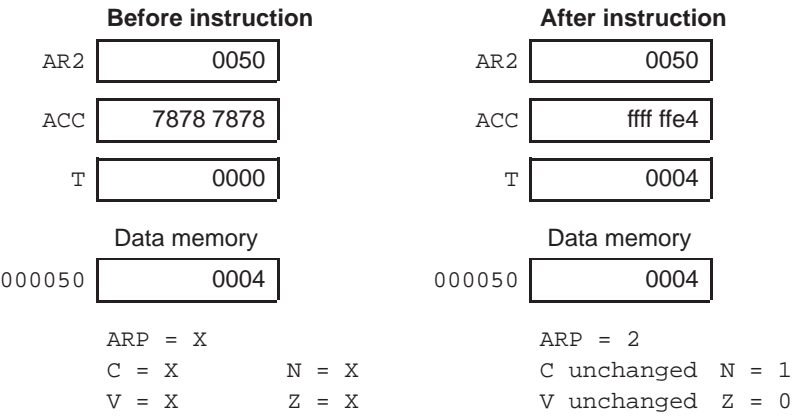 Before instruction After instruction
AR2 0050 AR2 0050
ACC 7878 7878 ACC ffff ffe4
T 0000 T 0004
Data memory Data memory
000050 0004 000050 0004
ARP = X ARP = 2
C = X N = X C unchanged N = 1
V = X Z = X V unchanged Z = 0